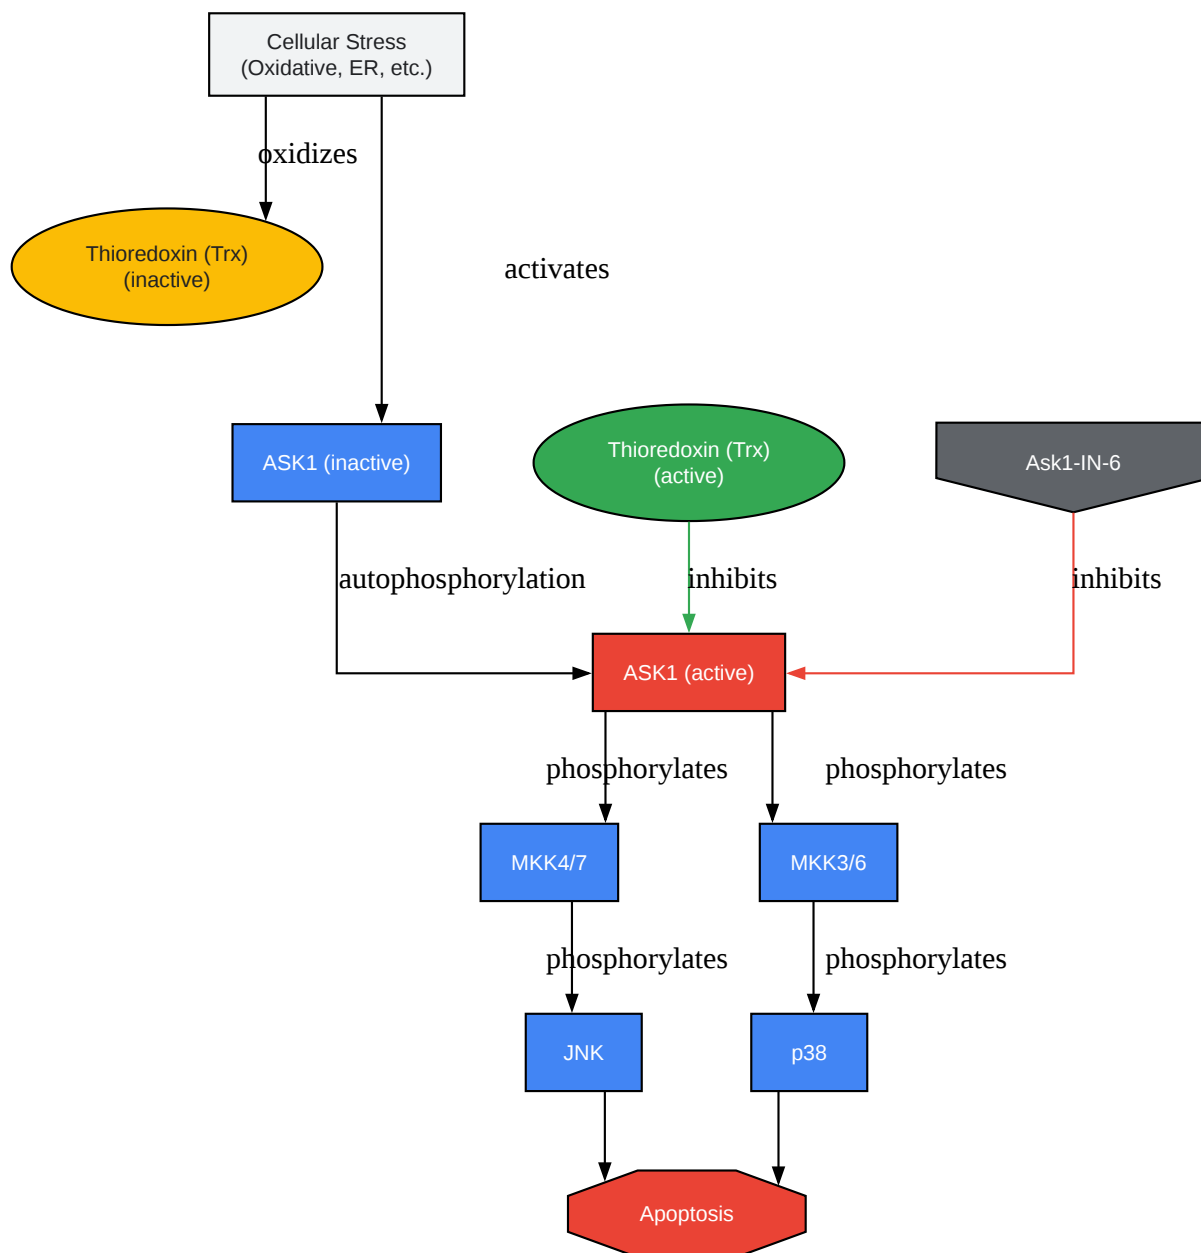 Cellular Stress
(Oxidative, ER, etc.)
oxidizes
Thioredoxin (Trx)
(inactive)
activates
ASK1 (inactive)
Thioredoxin (Trx)
(active)
Ask1-IN-6
autophosphorylation
inhibits
inhibits
ASK1 (active)
phosphorylates
phosphorylates
MKK4/7
MKK3/6
phosphorylates
phosphorylates
JNK
p38
Apoptosis